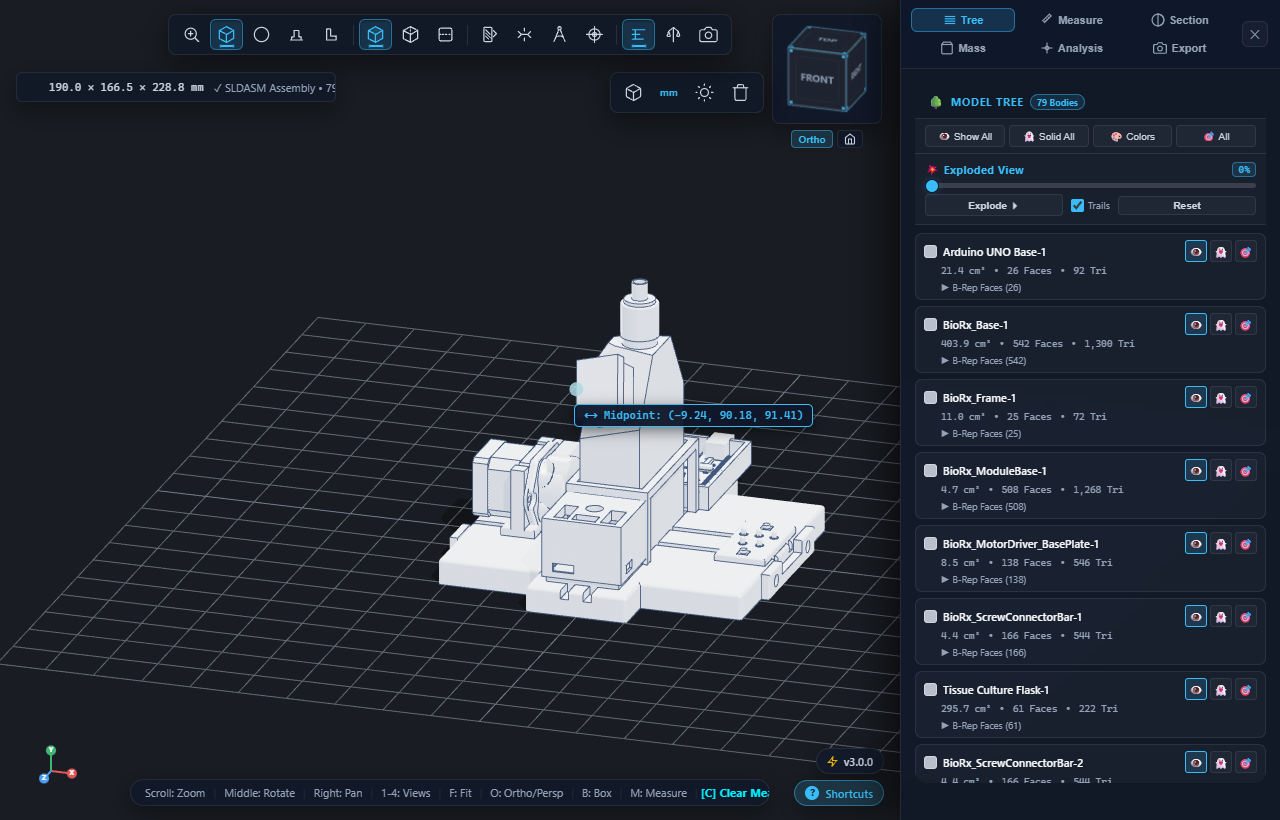 190.0 × 166.5 × 228.8 mm ✓ SLDASM Assembly • 79
mm
TOP
FRONT
Ortho
Midpoint: (−9.24, 90.18, 91.41)
Y
X
Z
v3.0.0
Scroll: Zoom Middle: Rotate Right: Pan 1-4: Views F: Fit O: Ortho/Persp B: Box M: Measure [C] Clear Me
? Shortcuts
Tree Measure Section
Mass Analysis Export
MODEL TREE 79 Bodies
Show All Solid All Colors All
Exploded View 0%
Explode Trails Reset
Arduino UNO Base-1
21.4 cm³ • 26 Faces • 92 Tri
▶ B-Rep Faces (26)
BioRx_Base-1
403.9 cm³ • 542 Faces • 1,300 Tri
▶ B-Rep Faces (542)
BioRx_Frame-1
11.0 cm³ • 25 Faces • 72 Tri
▶ B-Rep Faces (25)
BioRx_ModuleBase-1
4.7 cm³ • 508 Faces • 1,268 Tri
▶ B-Rep Faces (508)
BioRx_MotorDriver_BasePlate-1
8.5 cm³ • 138 Faces • 546 Tri
▶ B-Rep Faces (138)
BioRx_ScrewConnectorBar-1
4.4 cm³ • 166 Faces • 544 Tri
▶ B-Rep Faces (166)
Tissue Culture Flask-1
295.7 cm³ • 61 Faces • 222 Tri
▶ B-Rep Faces (61)
BioRx_ScrewConnectorBar-2
4.4 cm³ • 166 Faces • 544 Tri